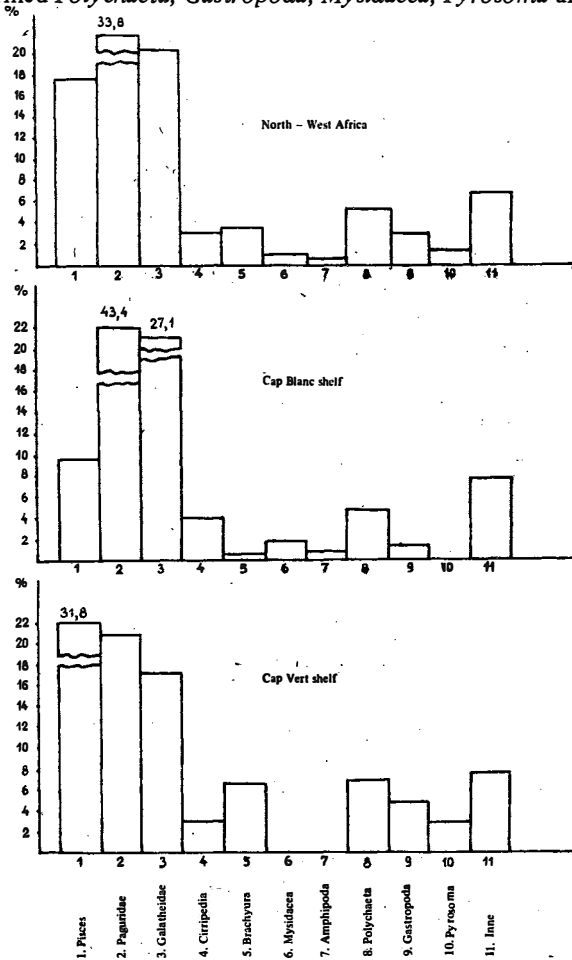 Polychaeta, Gastropoda, Mysidacea, Pyrosoma
%
33,8
20
18
16
14
12
10
8
6
4
2
North – West Africa
1 2 3 4 5 6 7 8 9 10 11
%
43,4 27,1
22
20
18
16
14
12
10
8
6
4
2
Cap Blanc shelf
1 2 3 4 5 6 7 8 9 10 11
%
31,8
22
20
18
16
14
12
10
8
6
4
2
Cap Vert shelf
1 2 3 4 5 6 7 8 9 10 11
1. Pisces
2. Paguridae
3. Galatheidae
4. Cirripedia
5. Brachyura
6. Mysidacea
7. Amphipoda
8. Polychaeta
9. Gastropoda
10. Pyrosoma
11. Inne